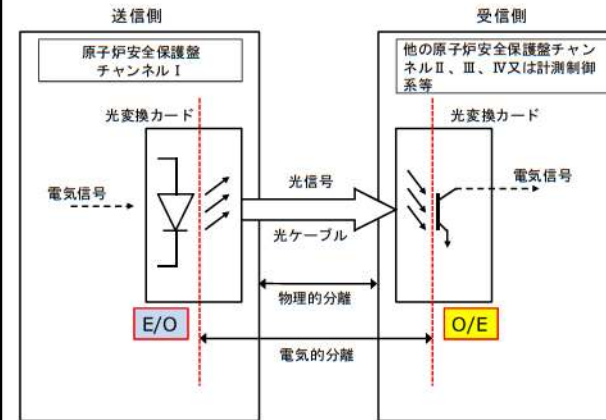 送信側
受信側
原子炉安全保護盤
チャンネルⅠ
他の原子炉安全保護盤チャン
ネルⅡ、Ⅲ、Ⅳ又は計測制御
系等
光変換カード
光変換カード
電気信号
光信号
光ケーブル
電気信号
物理的分離
E/O
O/E
電気的分離